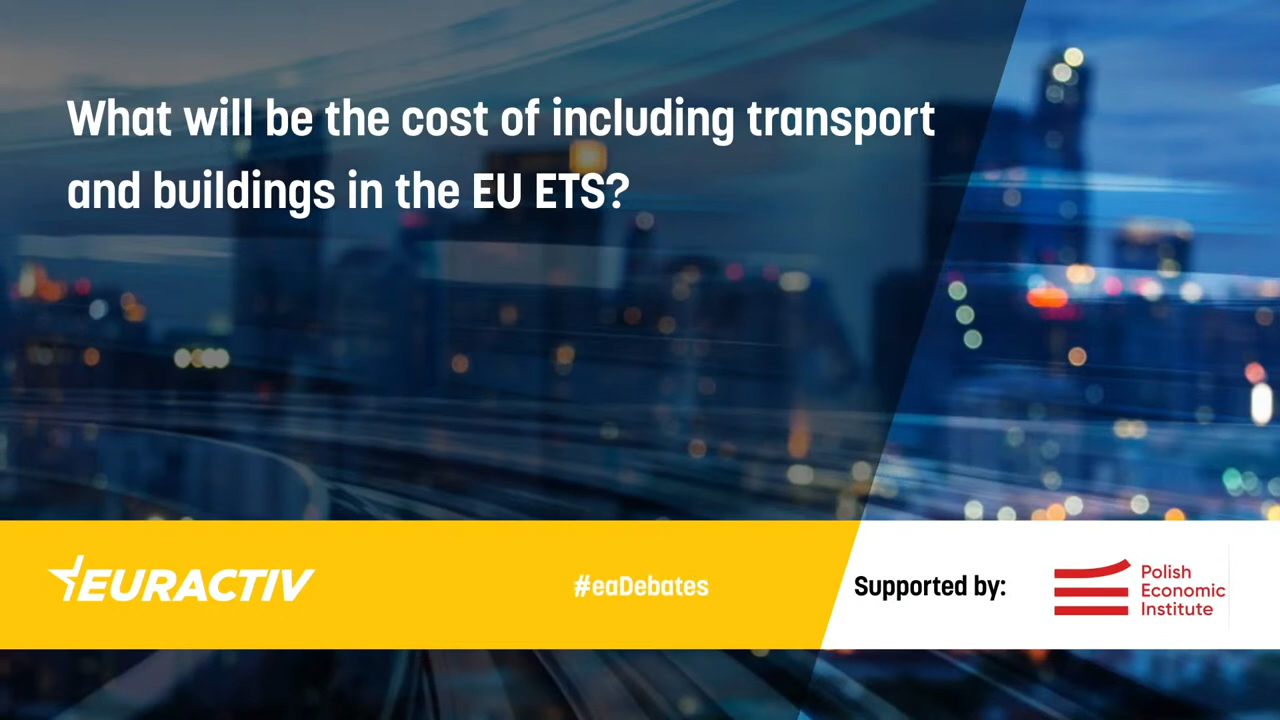 What will be the cost of including transport
and buildings in the EU ETS?
EURACTIV
#eaDebates
Supported by:
Polish
Economic
Institute